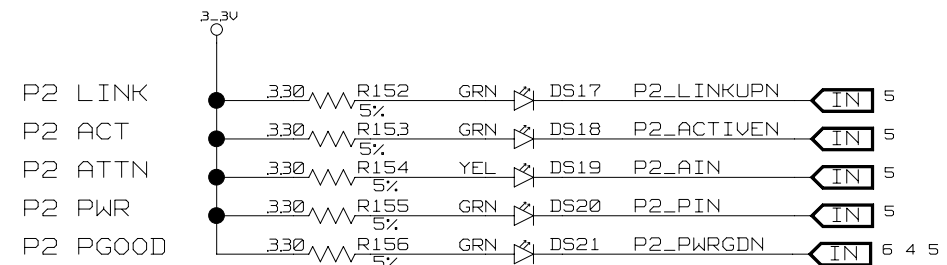 3_3V
P2 LINK 330 R152 5% GRN DS17 P2_LINKUPN IN 5
P2 ACT 330 R153 5% GRN DS18 P2_ACTIVEN IN 5
P2 ATTN 330 R154 5% YEL DS19 P2_AIN IN 5
P2 PWR 330 R155 5% GRN DS20 P2_PIN IN 5
P2 PGOOD 330 R156 5% GRN DS21 P2_PWRGDN IN 6 4 5